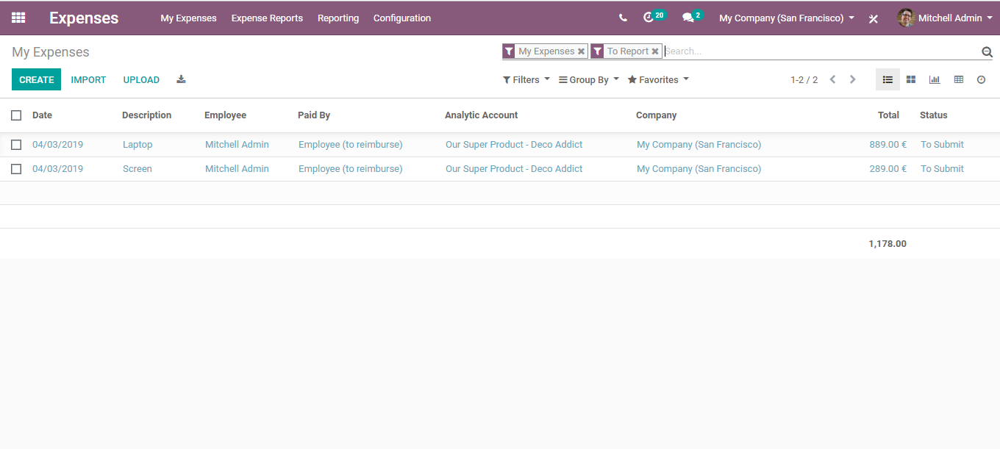 Expenses My Expenses Expense Reports Reporting Configuration 20 2 My Company (San Francisco) Mitchell Admin
My Expenses My Expenses To Report Search...
CREATE IMPORT UPLOAD Filters Group By Favorites 1-2 / 2
Date Description Employee Paid By Analytic Account Company Total Status
04/03/2019 Laptop Mitchell Admin Employee (to reimburse) Our Super Product - Deco Addict My Company (San Francisco) 889.00 € To Submit
04/03/2019 Screen Mitchell Admin Employee (to reimburse) Our Super Product - Deco Addict My Company (San Francisco) 289.00 € To Submit
1,178.00